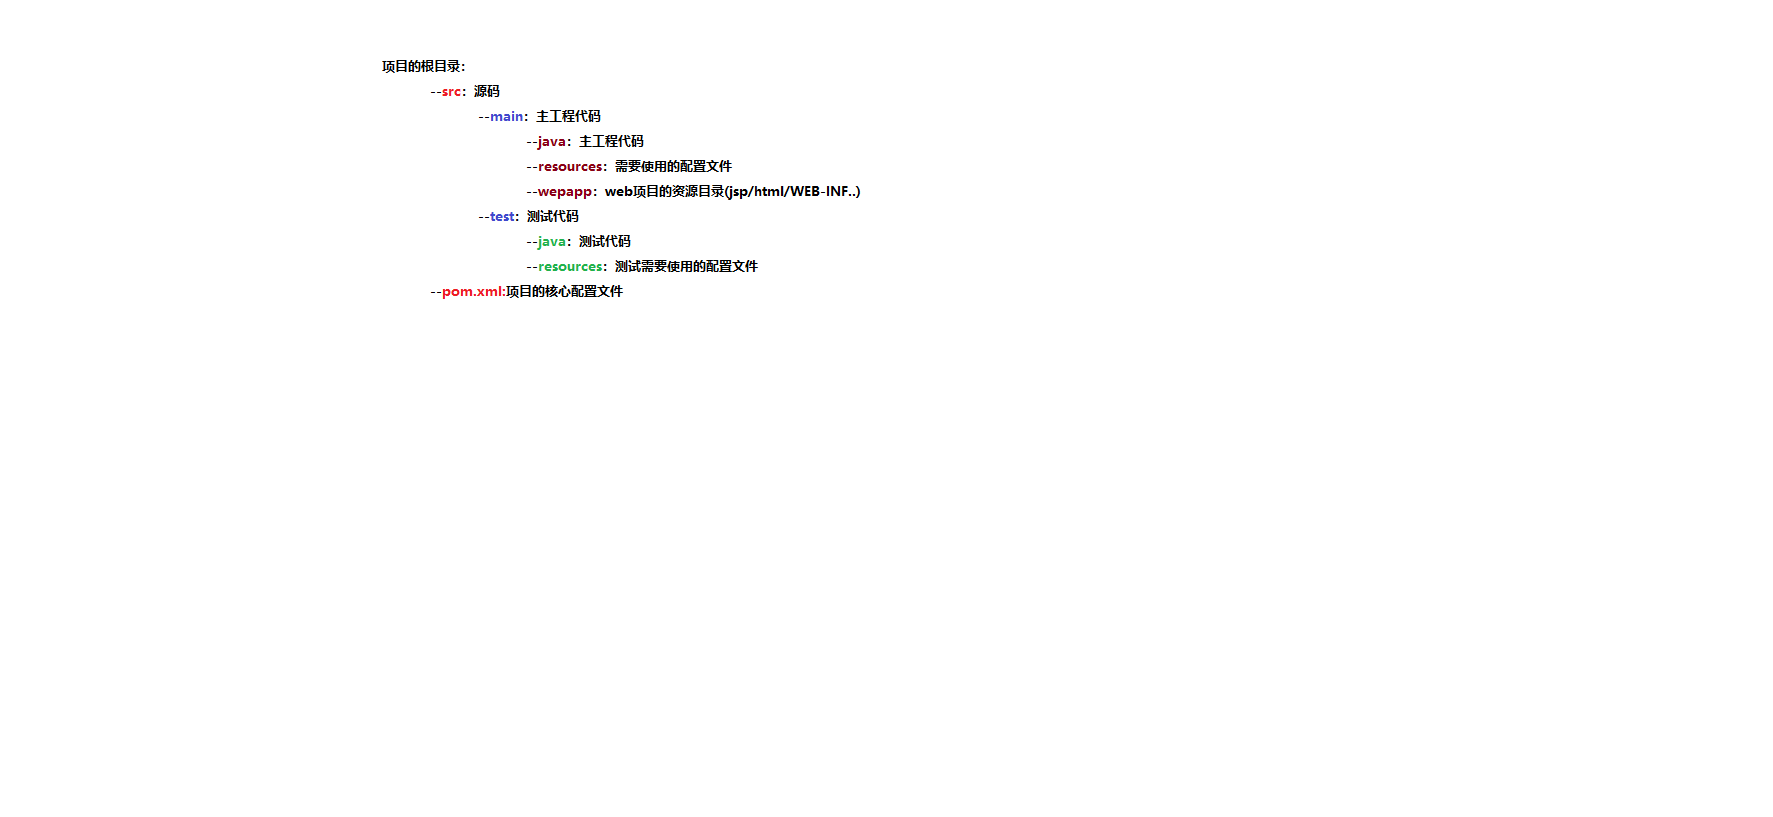 项目的根目录：
--src：源码
--main：主工程代码
--java：主工程代码
--resources：需要使用的配置文件
--wepapp：web项目的资源目录(jsp/html/WEB-INF..)
--test：测试代码
--java：测试代码
--resources：测试需要使用的配置文件
--pom.xml:项目的核心配置文件